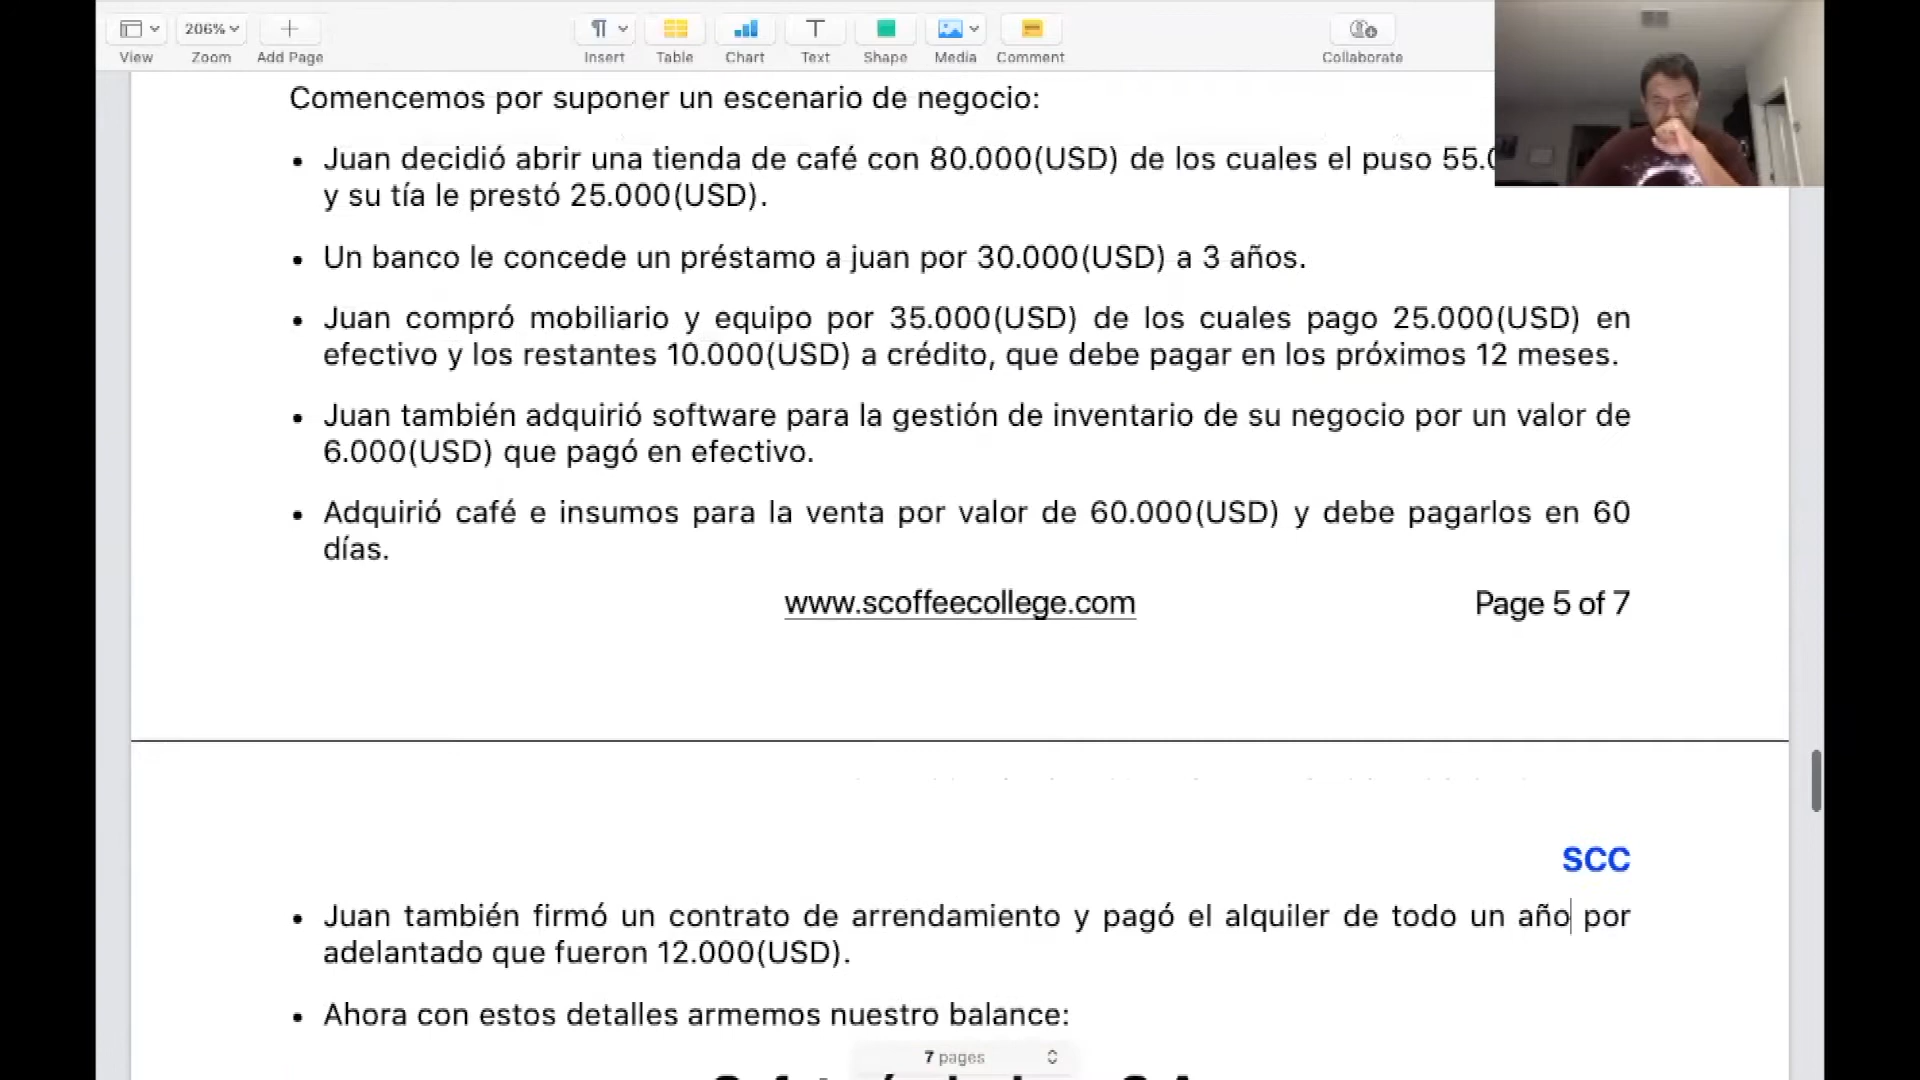 206%
View
Zoom
Add Page
Insert
Table
Chart
Text
Shape
Media
Comment
Collaborate
Comencemos por suponer un escenario de negocio:
• Juan decidió abrir una tienda de café con 80.000(USD) de los cuales el puso
y su tía le prestó 25.000(USD).
• Un banco le concede un préstamo a juan por 30.000(USD) a 3 años.
• Juan compró mobiliario y equipo por 35.000(USD) de los cuales pago 25.000(USD) en
efectivo y los restantes 10.000(USD) a crédito, que debe pagar en los próximos 12 meses.
• Juan también adquirió software para la gestión de inventario de su negocio por un valor de
6.000(USD) que pagó en efectivo.
• Adquirió café e insumos para la venta por valor de 60.000(USD) y debe pagarlos en 60
días.
www.scoffeecollege.com
Page 5 of 7
SCC
• Juan también firmó un contrato de arrendamiento y pagó el alquiler de todo un año por
adelantado que fueron 12.000(USD).
• Ahora con estos detalles armemos nuestro balance:
7 pages